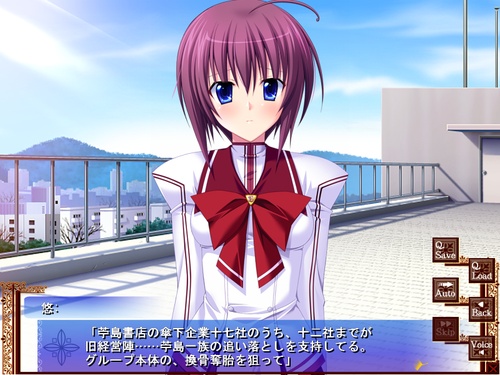 Q. Save
Q. Load
Auto
Back
Skip
Voice
悠：
「苧島書店の傘下企業十七社のうち、十二社までが
旧経営陣……苧島一族の追い落としを支持してる。
グループ本体の、換骨奪胎を狙って」